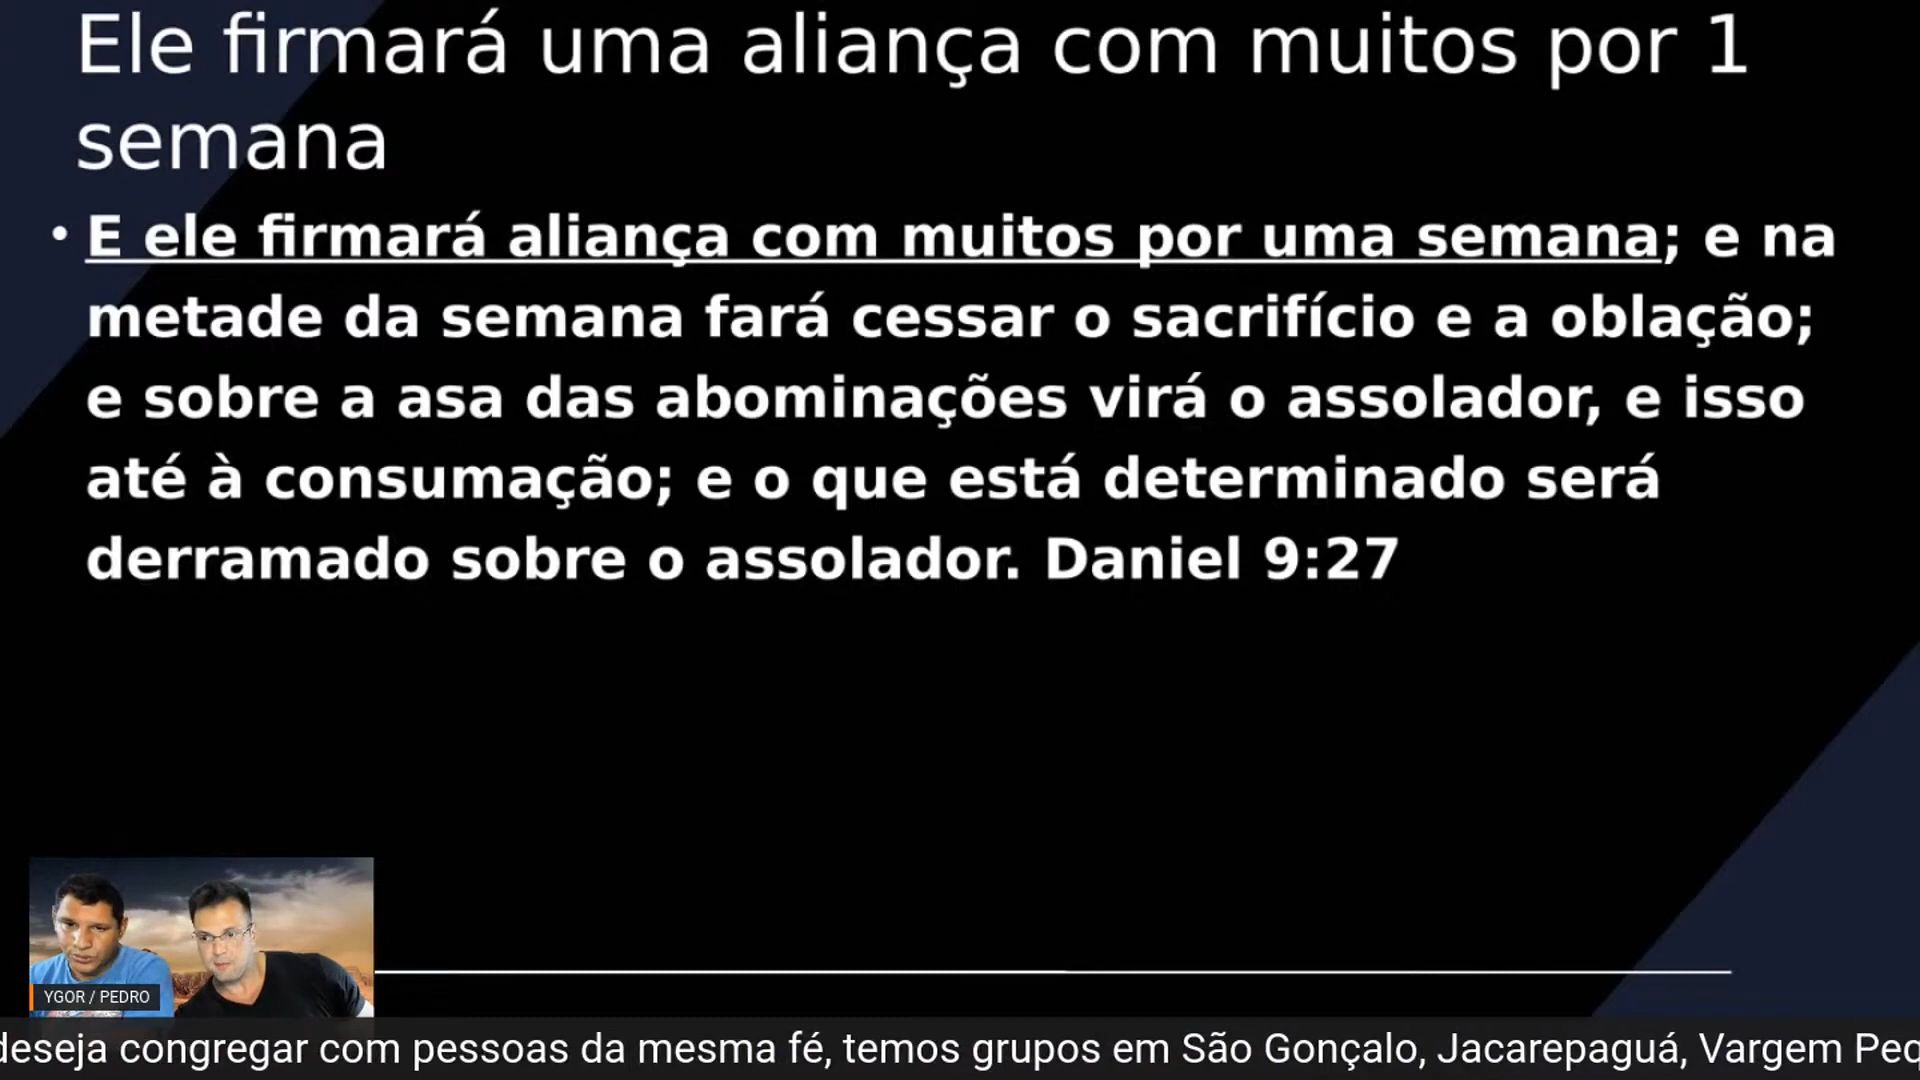 Ele firmará uma aliança com muitos por 1
semana
• E ele firmará aliança com muitos por uma semana; e na
metade da semana fará cessar o sacrifício e a oblação;
e sobre a asa das abominações virá o assolador, e isso
até à consumação; e o que está determinado será
derramado sobre o assolador. Daniel 9:27
YGOR / PEDRO
deseja congregar com pessoas da mesma fé, temos grupos em São Gonçalo, Jacarepaguá, Vargem